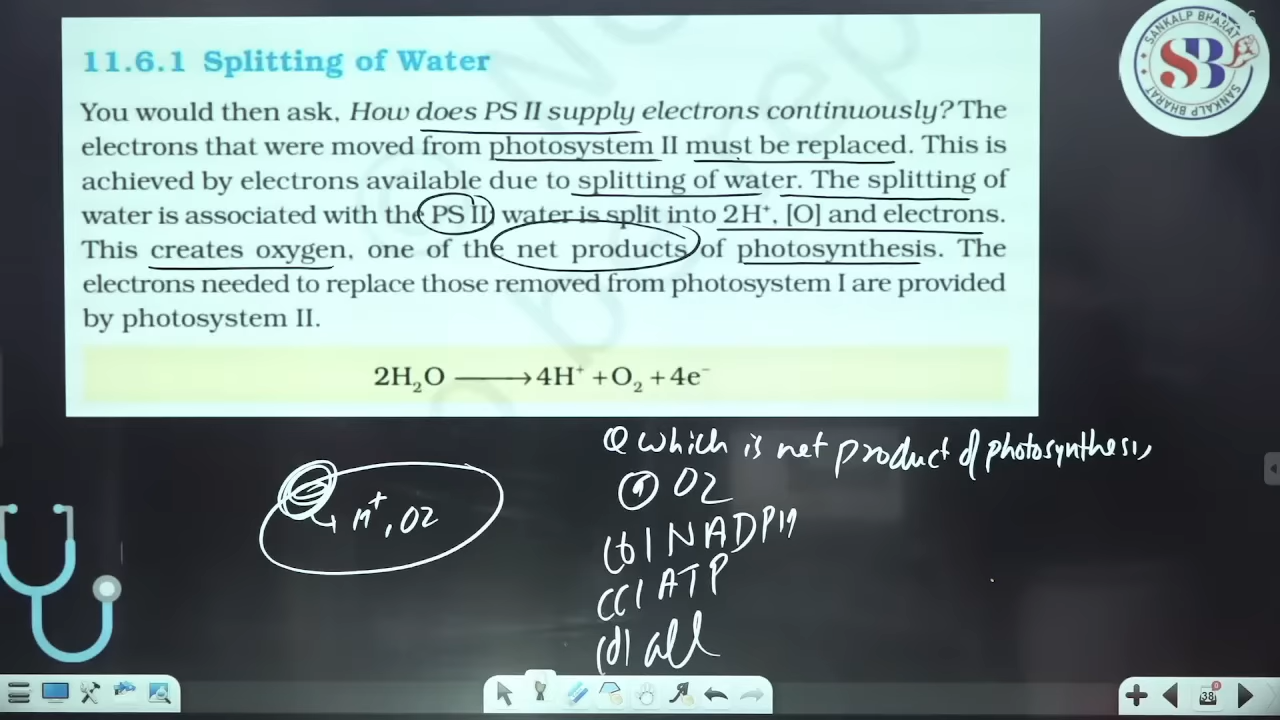 11.6.1 Splitting of Water
You would then ask, How does PS II supply electrons continuously? The
electrons that were moved from photosystem II must be replaced. This is
achieved by electrons available due to splitting of water. The splitting of
water is associated with the PS II; water is split into 2H⁺, [O] and electrons.
This creates oxygen, one of the net products of photosynthesis. The
electrons needed to replace those removed from photosystem I are provided
by photosystem II.
2H₂O ⟶ 4H⁺ + O₂ + 4e⁻
Q which is net product of photosynthesis,
(a) O2
(b) NADPH
(c) ATP
(d) all
H⁺, O2
SANKALP BHARAT
SB
SANKALP BHARAT
38